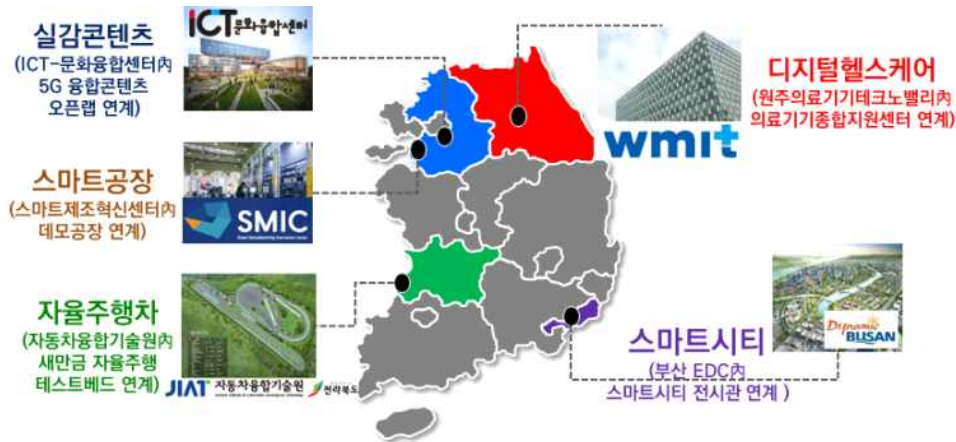 실감콘텐츠
(ICT-문화융합센터內
5G 융합콘텐츠
오픈랩 연계)
ICT문화융합센터
디지털헬스케어
(원주의료기기테크노밸리內
의료기기종합지원센터 연계)
wmit
스마트공장
(스마트제조혁신센터內
데모공장 연계)
SMIC
자율주행차
(자동차융합기술원內
새만금 자율주행
테스트베드 연계)
JIAT 자동차융합기술원 전라북도
스마트시티
(부산 EDC內
스마트시티 전시관 연계 )
Dynamic
BUSAN